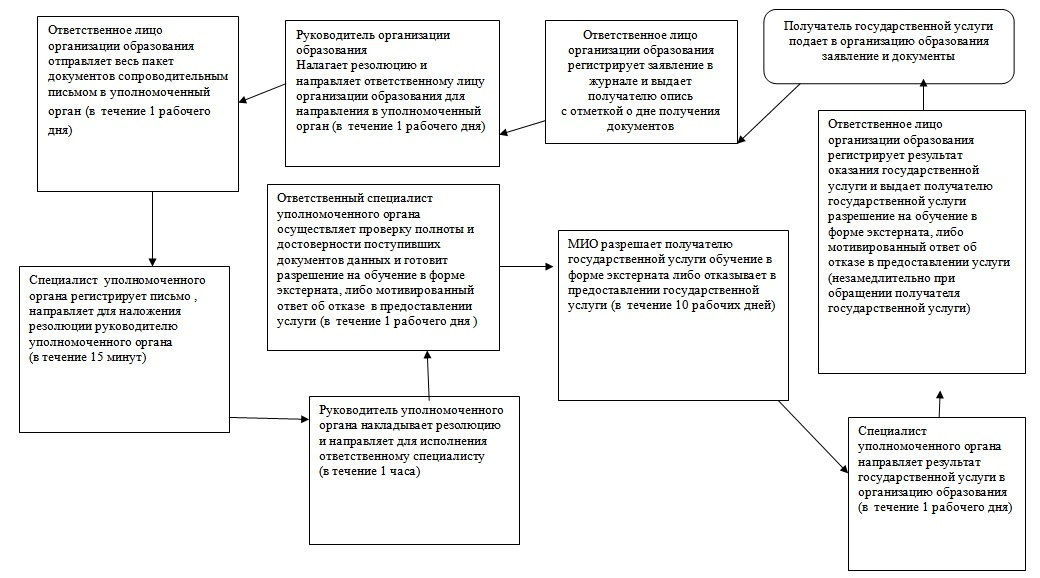 Ответственное лицо
организации образования
отправляет весь пакет
документов сопроводительным
письмом в уполномоченный
орган (в  течение 1 рабочего
дня)
Руководитель организации
образования
Налагает резолюцию и
направляет ответственному лицу
организации образования для
направления в уполномоченный
орган (в  течение 1 рабочего дня)
Ответственное лицо
организации образования
регистрирует заявление в
журнале и выдает
получателю опись
с отметкой о дне получения
документов
Получатель государственной услуги
подает в организацию образования
заявление и документы
Ответственное лицо
организации образования
регистрирует результат
оказания государственной
услуги и выдает получателю
государственной услуги
разрешение на обучение в
форме экстерната, либо
мотивированный ответ об
отказе в предоставлении услуги
(незамедлительно при
обращении получателя
государственной услуги)
Ответственный специалист
уполномоченного органа
осуществляет проверку полноты и
достоверности поступивших
документов данных и готовит
разрешение на обучение в форме
экстерната, либо мотивированный
ответ об отказе  в предоставлении
услуги (в  течение 1 рабочего дня )
МИО разрешает получателю
государственной услуги обучение в
форме экстерната либо отказывает в
предоставлении государственной
услуги (в  течение 10 рабочих дней)
Специалист  уполномоченного
органа регистрирует письмо ,
направляет для наложения
резолюции руководителю
уполномоченного органа
(в течение 15 минут)
Руководитель уполномоченного
органа накладывает резолюцию
и направляет для исполнения
ответственному специалисту
(в течение 1 часа)
Специалист
уполномоченного органа
направляет результат
государственной услуги в
организацию образования
(в  течение 1 рабочего дня)